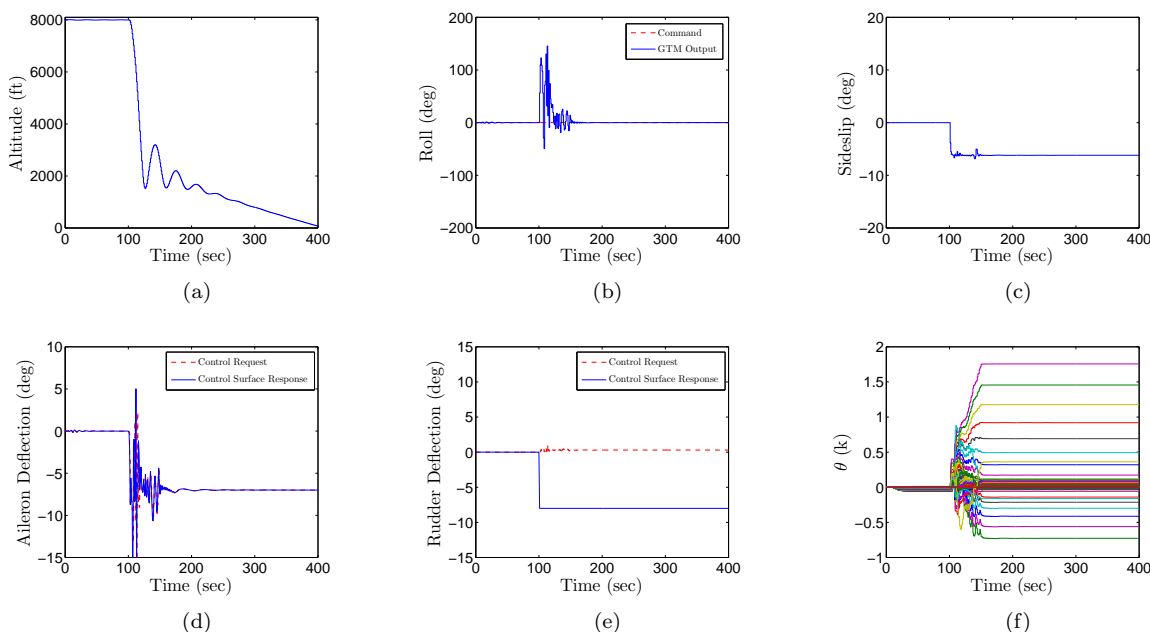 8000
6000
4000
2000
0
0 100 200 300 400
Altitude (ft)
Time (sec)
(a)
200
100
0
−100
−200
0 100 200 300 400
Roll (deg)
Time (sec)
Command
GTM Output
(b)
20
10
0
−10
−20
0 100 200 300 400
Sideslip (deg)
Time (sec)
(c)
10
5
0
−5
−10
−15
0 100 200 300 400
Aileron Deflection (deg)
Time (sec)
Control Request
Control Surface Response
(d)
15
10
5
0
−5
−10
−15
0 100 200 300 400
Rudder Deflection (deg)
Time (sec)
Control Request
Control Surface Response
(e)
2
1.5
1
0.5
0
−0.5
−1
0 100 200 300 400
θ (k)
Time (sec)
(f)